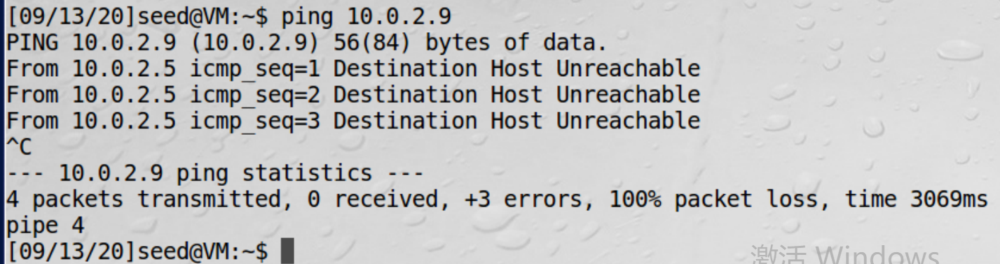 [09/13/20]seed@VM:~$ ping 10.0.2.9
PING 10.0.2.9 (10.0.2.9) 56(84) bytes of data.
From 10.0.2.5 icmp_seq=1 Destination Host Unreachable
From 10.0.2.5 icmp_seq=2 Destination Host Unreachable
From 10.0.2.5 icmp_seq=3 Destination Host Unreachable
^C
--- 10.0.2.9 ping statistics ---
4 packets transmitted, 0 received, +3 errors, 100% packet loss, time 3069ms
pipe 4
[09/13/20]seed@VM:~$
激活 Windows